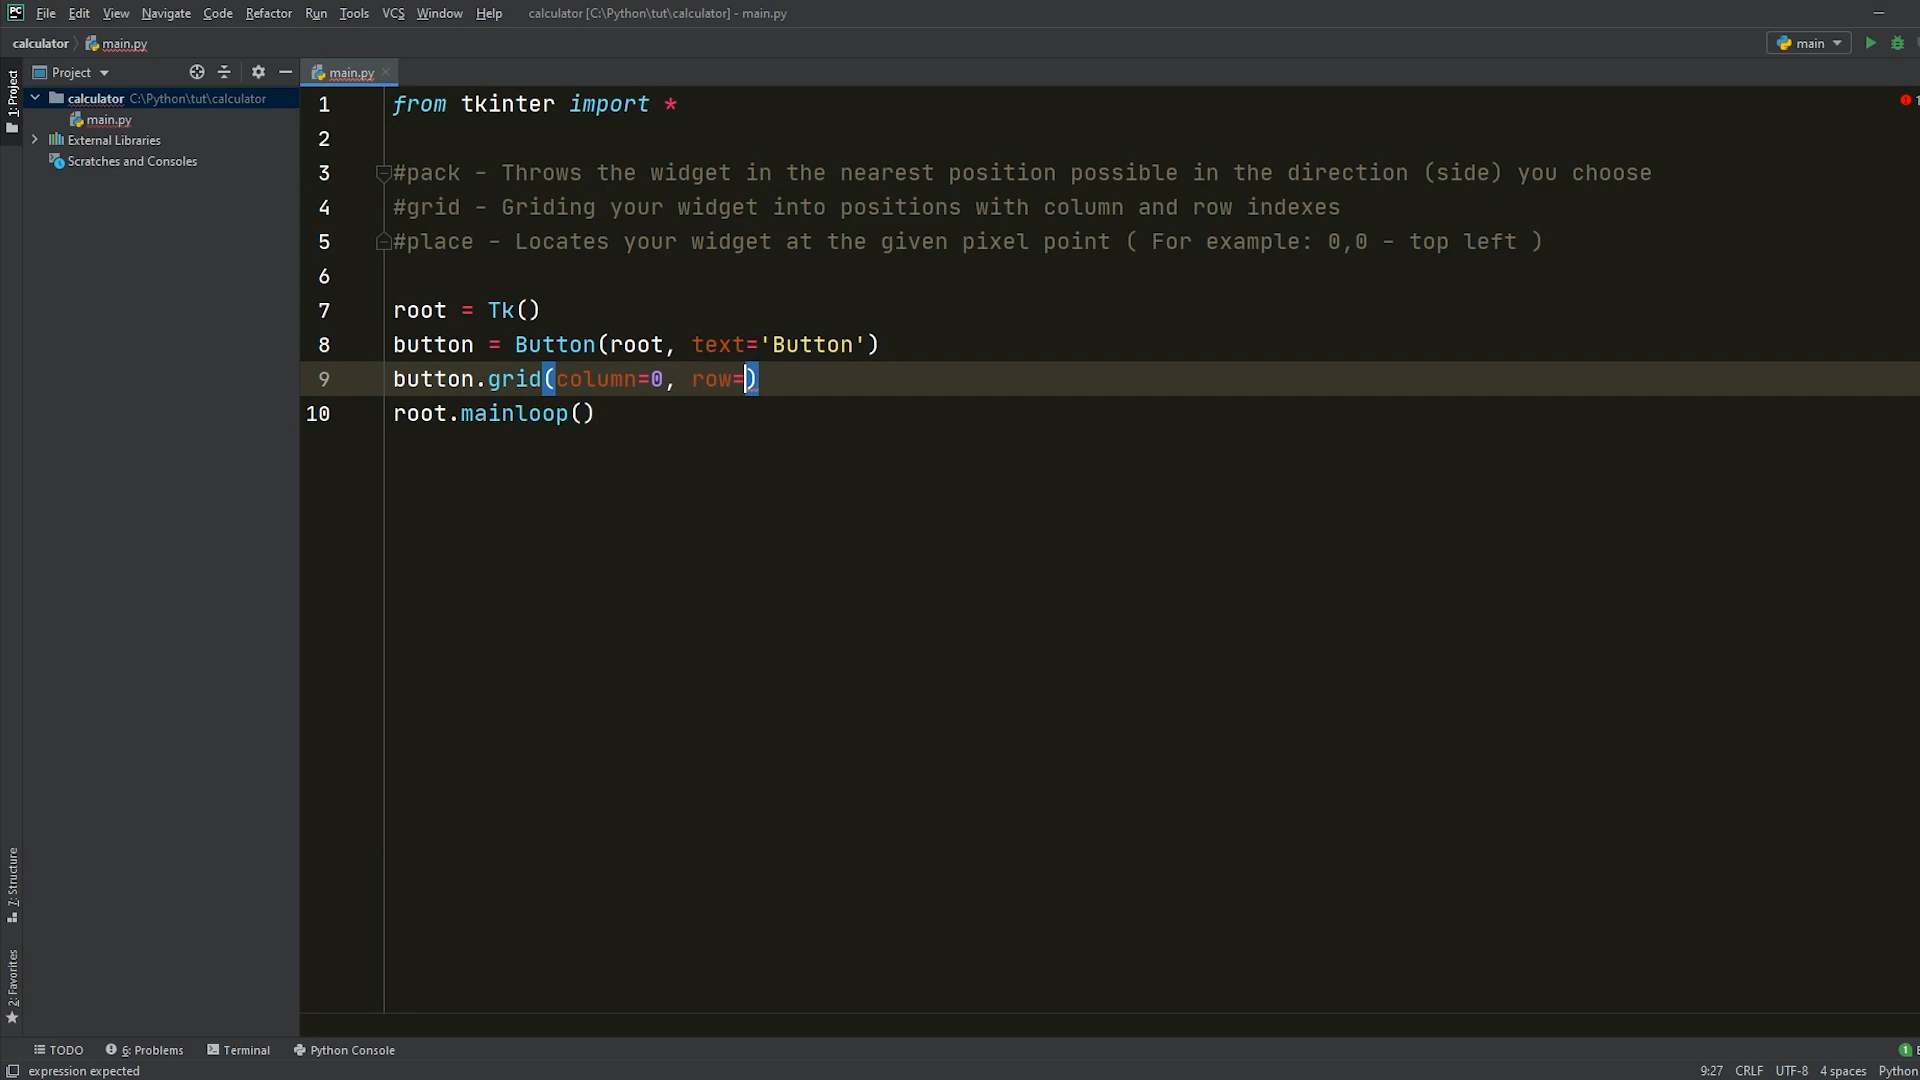 PC File Edit View Navigate Code Refactor Run Tools VCS Window Help calculator [C:\Python\tut\calculator] - main.py
calculator main.py main
Project main.py
1: Project
calculator C:\Python\tut\calculator
main.py
External Libraries
Scratches and Consoles
1 from tkinter import *
2
3 #pack - Throws the widget in the nearest position possible in the direction (side) you choose
4 #grid - Griding your widget into positions with column and row indexes
5 #place - Locates your widget at the given pixel point ( For example: 0,0 - top left )
6
7 root = Tk()
8 button = Button(root, text='Button')
9 button.grid(column=0, row=)
10 root.mainloop()
1
7: Structure
2: Favorites
TODO 6: Problems Terminal Python Console 1
expression expected 9:27 CRLF UTF-8 4 spaces Python